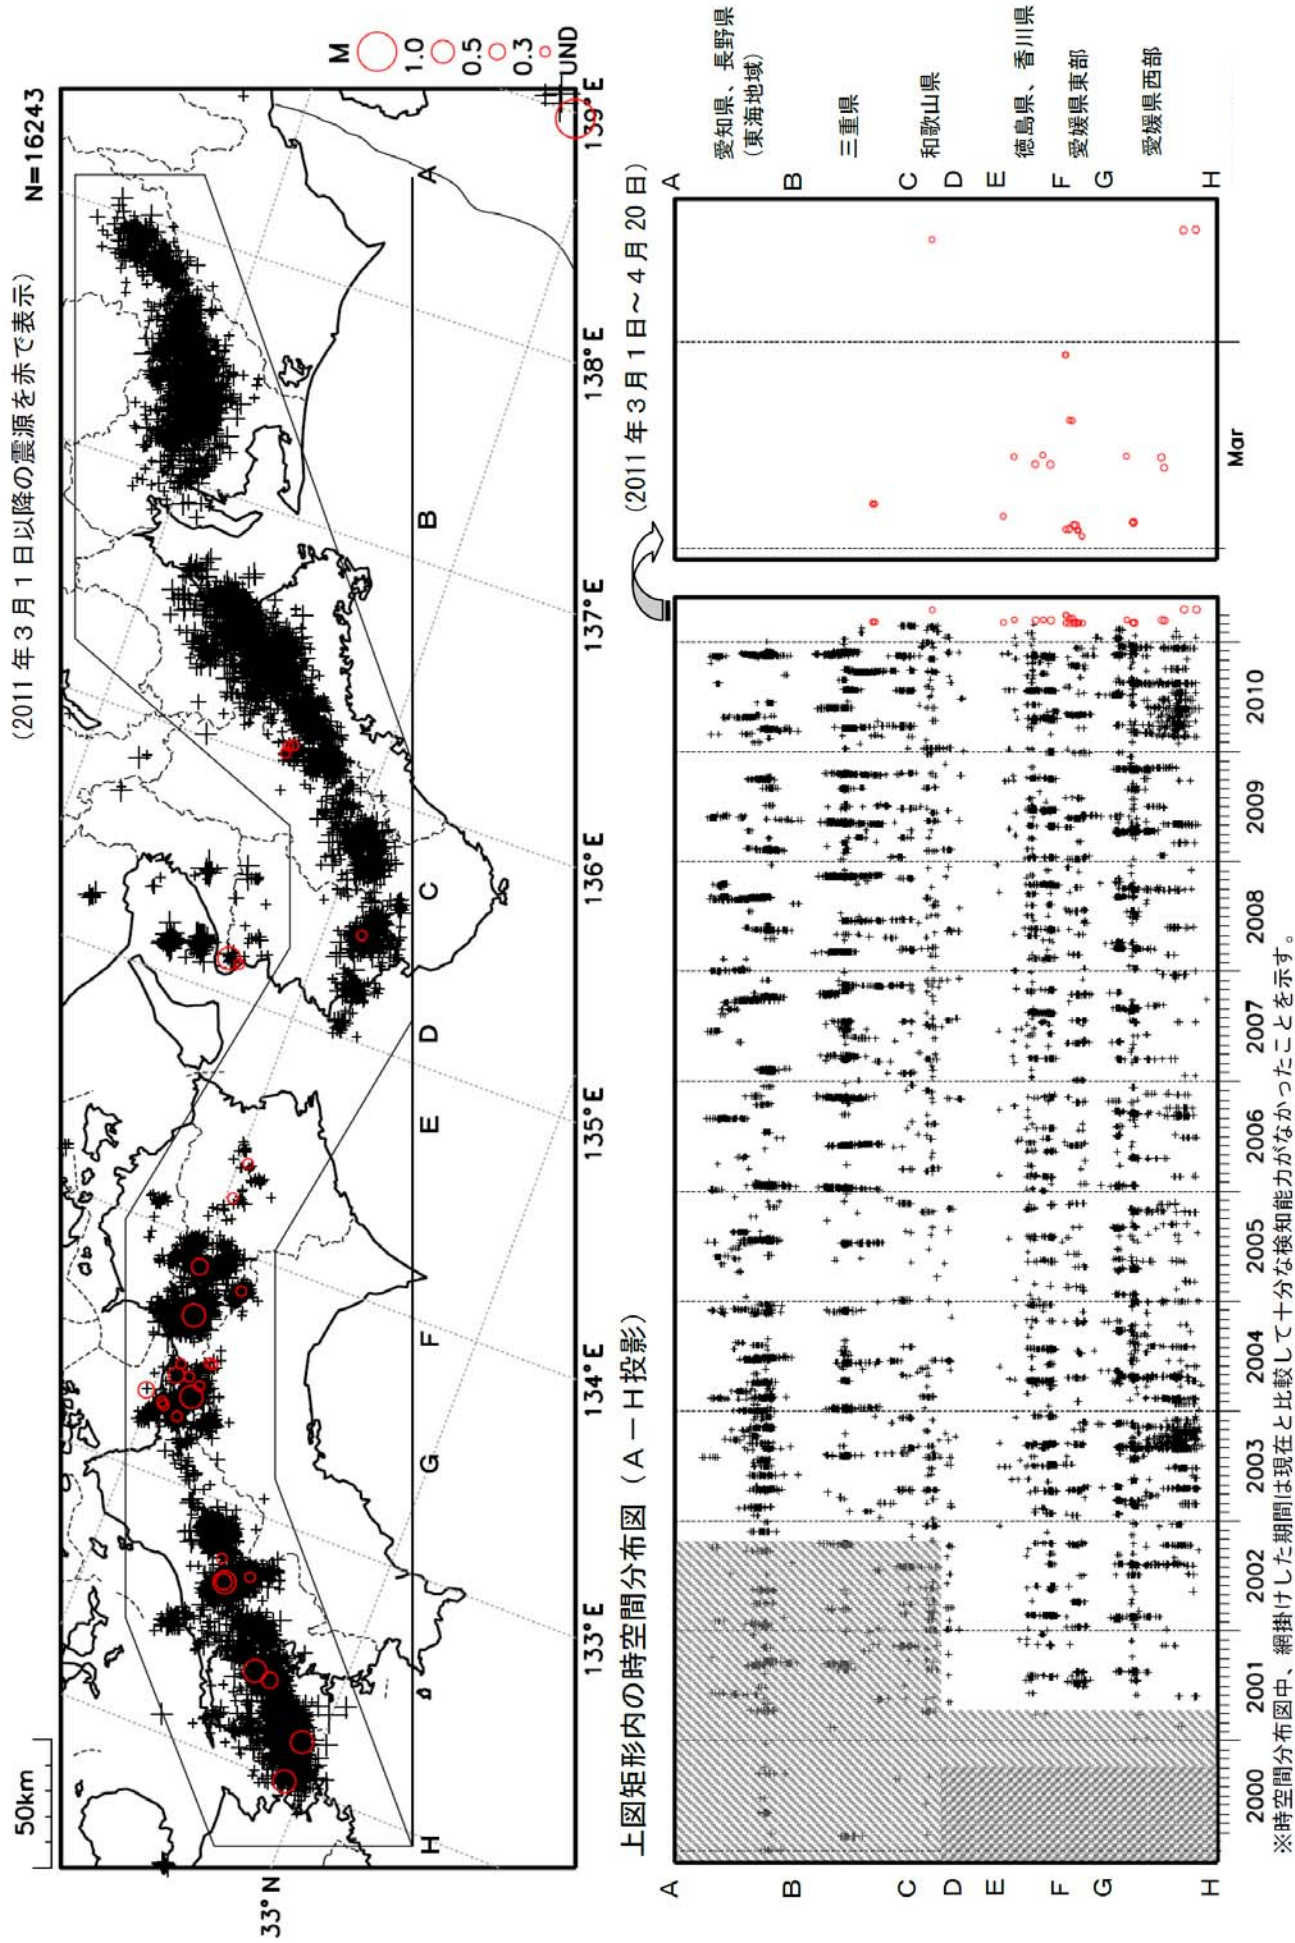 (2011年3月1日以降の震源を赤で表示)
N=16243
50km
M
1.0
0.5
0.3
UND
33°N
H
G
F
E
D
C
B
A
133°E
134°E
135°E
136°E
137°E
138°E
139°E
上図矩形内の時空間分布図(A-H投影)
(2011年3月1日~4月20日)
A
B
C
D
E
F
G
H
2000
2001
2002
2003
2004
2005
2006
2007
2008
2009
2010
Mar
A
B
C
D
E
F
G
H
愛知県、長野県
(東海地域)
三重県
和歌山県
徳島県、香川県
愛媛県東部
愛媛県西部
※時空間分布図中、網掛けした期間は現在と比較して十分な検知能力がなかったことを示す。